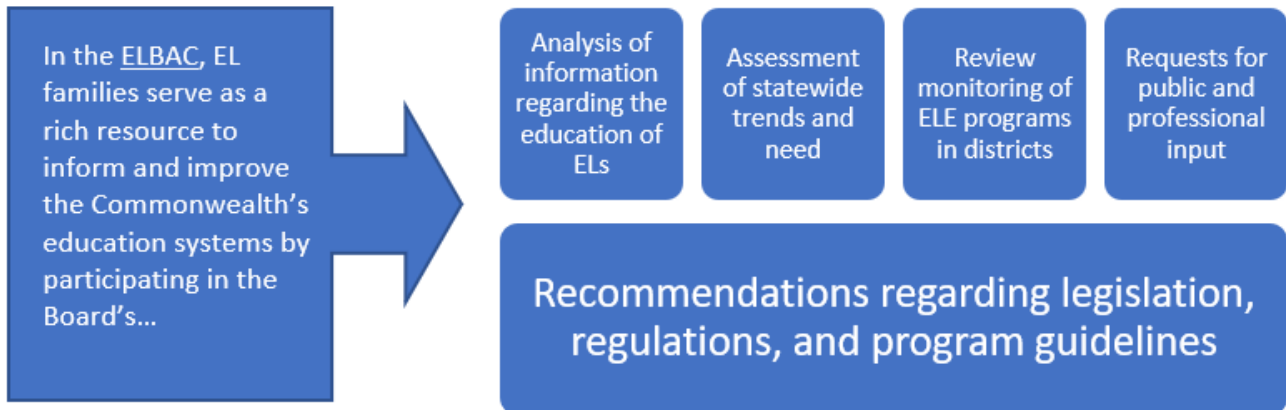 In the ELBAC, EL
families serve as a
rich resource to
inform and improve
the Commonwealth's
education systems by
participating in the
Board's...
Analysis of
information
regarding the
education of
ELs
Assessment
of statewide
trends and
need
Review
monitoring of
ELE programs
in districts
Requests for
public and
professional
input
Recommendations regarding legislation,
regulations, and program guidelines